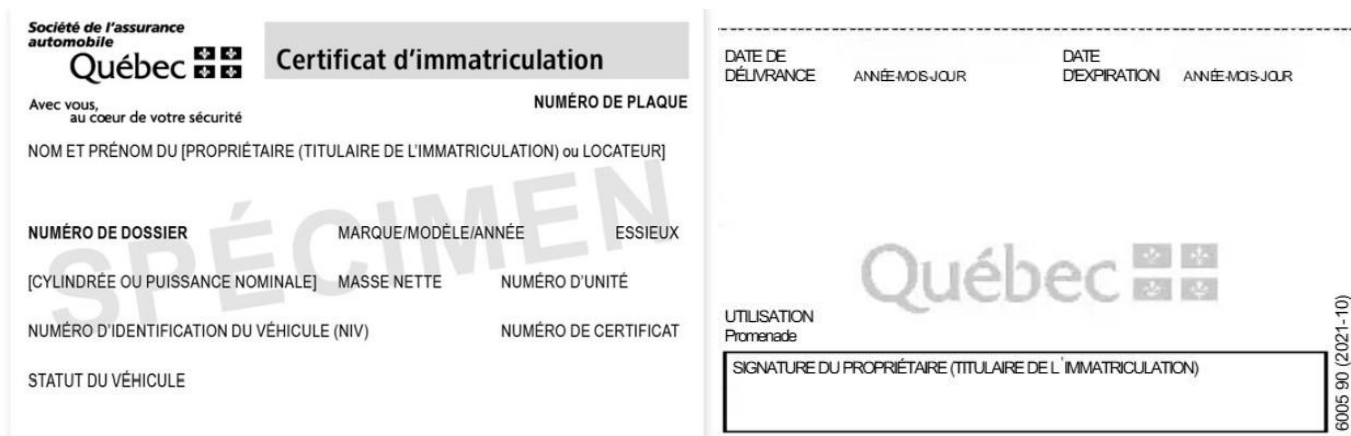 Société de l'assurance
automobile
Québec
Certificat d'immatriculation
Avec vous,
au cœur de votre sécurité
NUMÉRO DE PLAQUE
NOM ET PRÉNOM DU [PROPRIÉTAIRE (TITULAIRE DE L'IMMATRICULATION) ou LOCATEUR]
SPÉCIMEN
NUMÉRO DE DOSSIER MARQUE/MODÈLE/ANNÉE ESSIEUX
[CYLINDRÉE OU PUISSANCE NOMINALE] MASSE NETTE NUMÉRO D'UNITÉ
NUMÉRO D'IDENTIFICATION DU VÉHICULE (NIV) NUMÉRO DE CERTIFICAT
STATUT DU VÉHICULE
DATE DE
DÉLIVRANCE ANNÉE-MOIS-JOUR
DATE
D'EXPIRATION ANNÉE-MOIS-JOUR
Québec
UTILISATION
Promenade
SIGNATURE DU PROPRIÉTAIRE (TITULAIRE DE L'IMMATRICULATION)
6005 90 (2021-10)